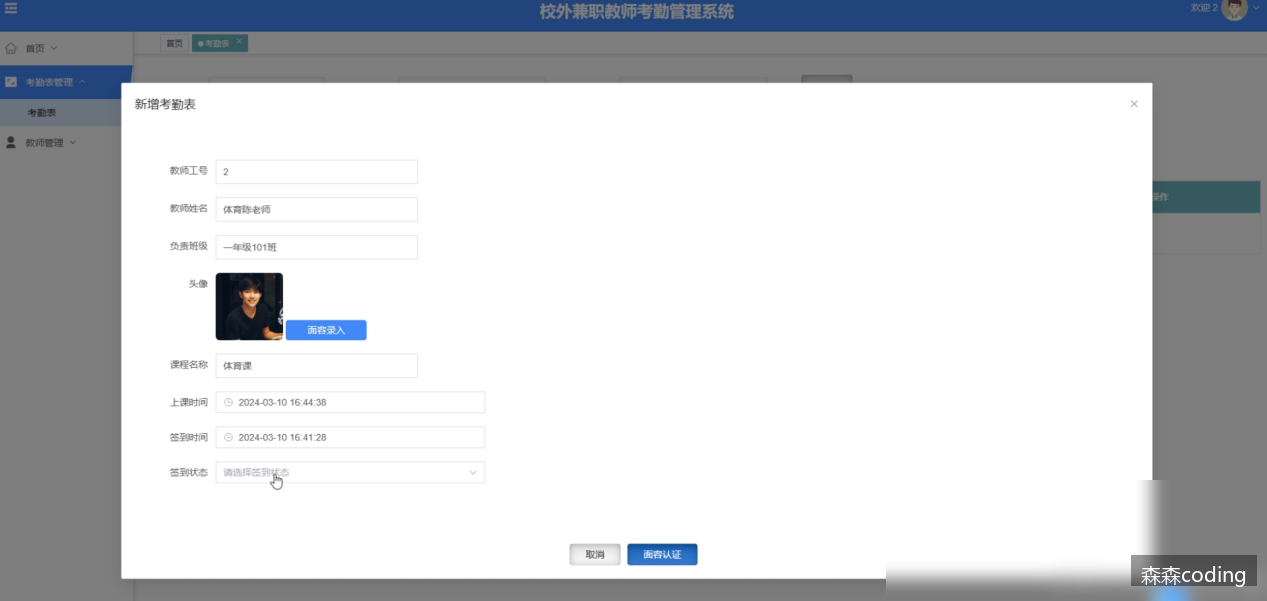 校外兼职教师考勤管理系统
欢迎 2
首页
首页
考勤表
考勤表管理
考勤表
教师管理
新增考勤表
教师工号
2
教师姓名
体育陈老师
负责班级
一年级101班
头像
面容录入
课程名称
体育课
上课时间
2024-03-10 16:44:38
签到时间
2024-03-10 16:41:28
签到状态
请选择签到状态
取消
面容认证
操作
森森coding